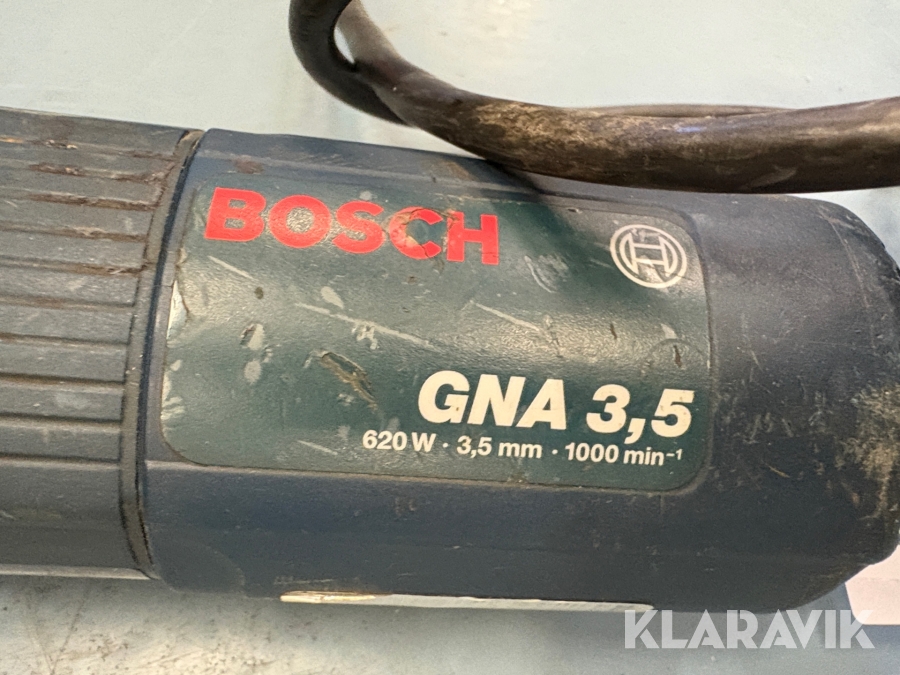 BOSCH
GNA 3,5
620 W · 3,5 mm · 1000 min⁻¹
KLARAVIK